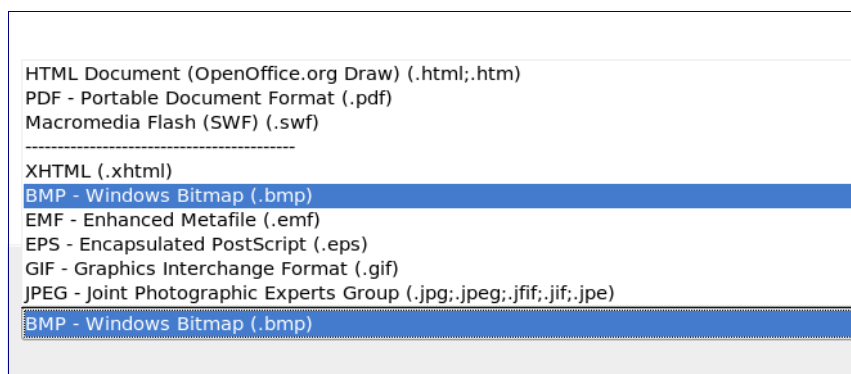 HTML Document (OpenOffice.org Draw) (.html;.htm)
PDF - Portable Document Format (.pdf)
Macromedia Flash (SWF) (.swf)
------------------------------------------
XHTML (.xhtml)
BMP - Windows Bitmap (.bmp)
EMF - Enhanced Metafile (.emf)
EPS - Encapsulated PostScript (.eps)
GIF - Graphics Interchange Format (.gif)
JPEG - Joint Photographic Experts Group (.jpg;.jpeg;.jfif;.jif;.jpe)
BMP - Windows Bitmap (.bmp)